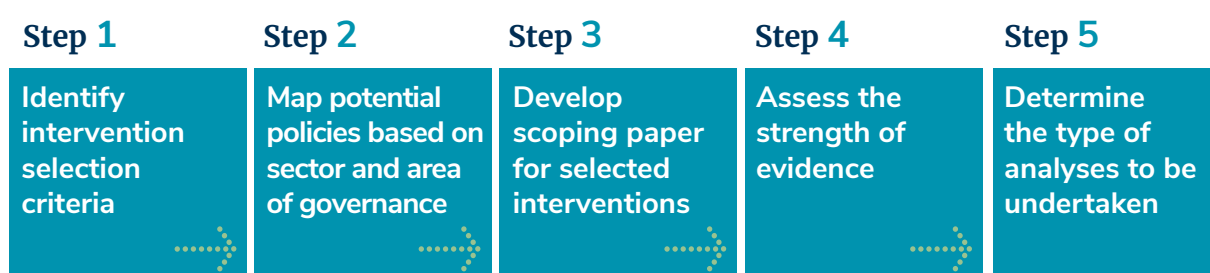 Step 1
Identify
intervention
selection
criteria
Step 2
Map potential
policies based on
sector and area
of governance
Step 3
Develop
scoping paper
for selected
interventions
Step 4
Assess the
strength of
evidence
Step 5
Determine
the type of
analyses to be
undertaken